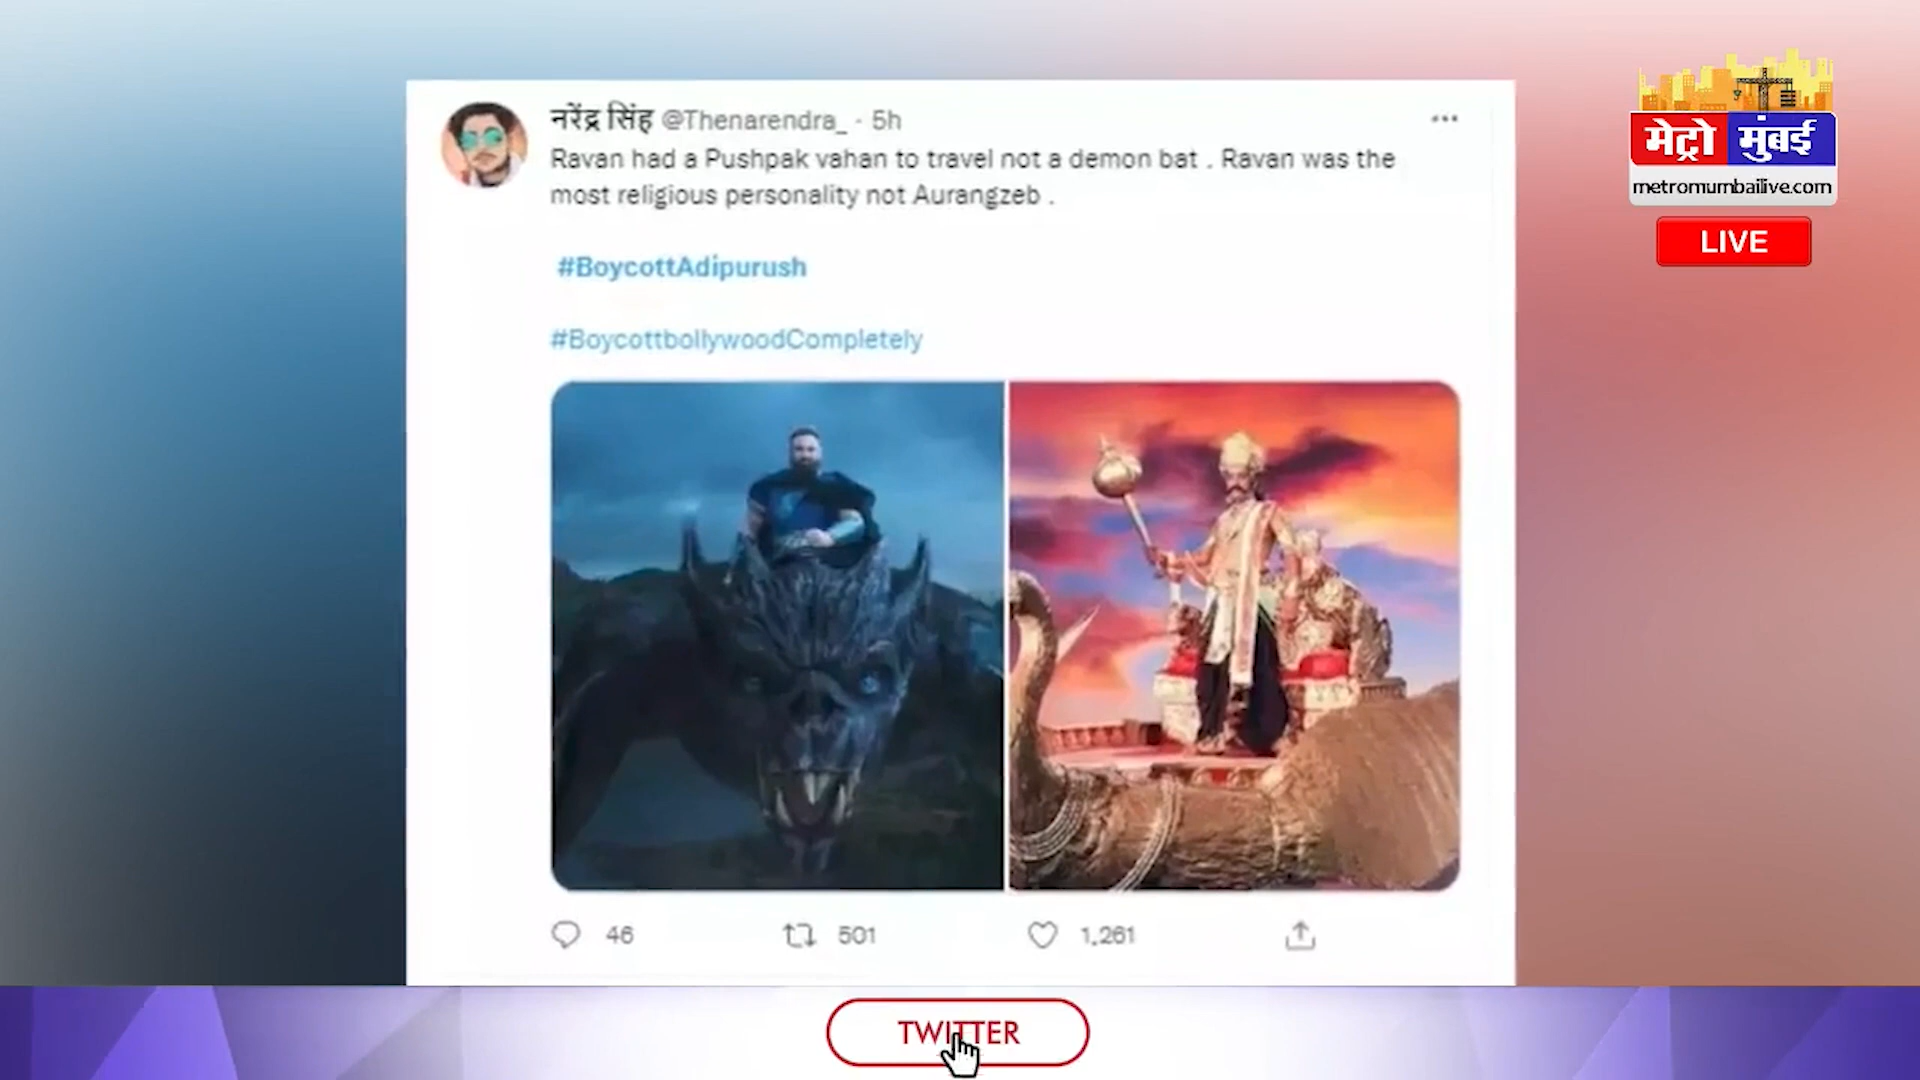 नरेंद्र सिंह @Thenarendra_ · 5h
Ravan had a Pushpak vahan to travel not a demon bat . Ravan was the
most religious personality not Aurangzeb .
#BoycottAdipurush
#BoycottbollywoodCompletely
46 501 1,261
मेट्रो मुंबई
metromumbailive.com
LIVE
TWITTER